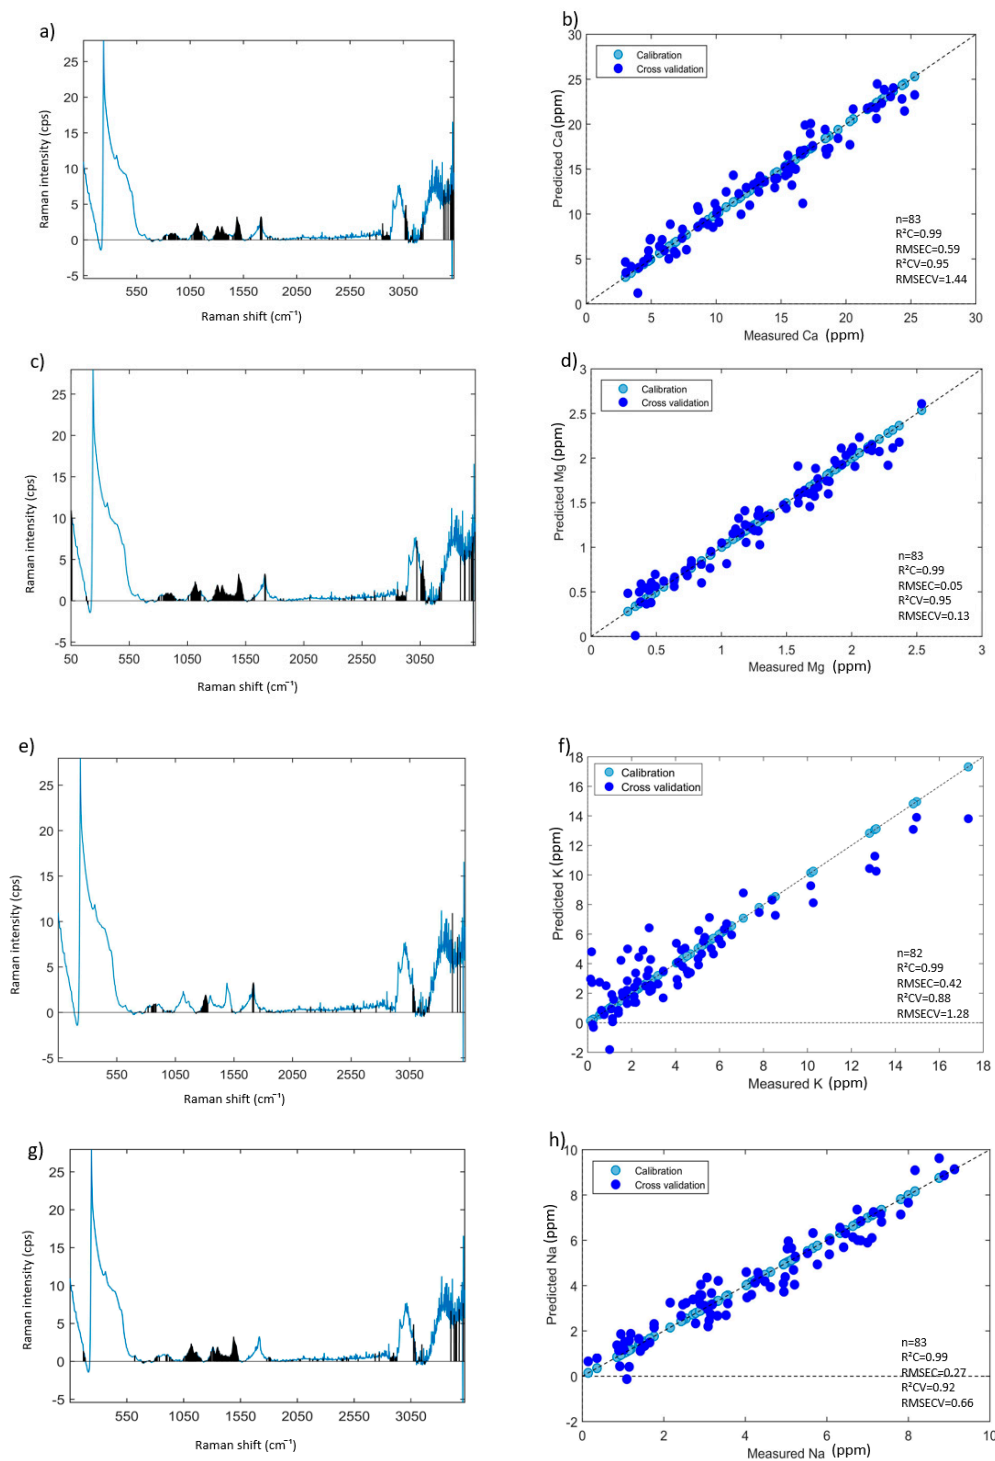 a)
25
20
15
10
5
0
-5
550 1050 1550 2050 2550 3050
Raman intensity (cps)
Raman shift (cm⁻¹)
b)
30
25
20
15
10
5
0
0 5 10 15 20 25 30
Predicted Ca (ppm)
Measured Ca (ppm)
Calibration
Cross validation
n=83
R²C=0.99
RMSEC=0.59
R²CV=0.95
RMSECV=1.44
c)
25
20
15
10
5
0
-5
50 550 1050 1550 2050 2550 3050
Raman intensity (cps)
Raman shift (cm⁻¹)
d)
3
2.5
2
1.5
1
0.5
0
0 0.5 1 1.5 2 2.5 3
Predicted Mg (ppm)
Measured Mg (ppm)
Calibration
Cross validation
n=83
R²C=0.99
RMSEC=0.05
R²CV=0.95
RMSECV=0.13
e)
25
20
15
10
5
0
-5
550 1050 1550 2050 2550 3050
Raman intensity (cps)
Raman shift (cm⁻¹)
f)
18
16
14
12
10
8
6
4
2
0
-2
0 2 4 6 8 10 12 14 16 18
Predicted K (ppm)
Measured K (ppm)
Calibration
Cross validation
n=82
R²C=0.99
RMSEC=0.42
R²CV=0.88
RMSECV=1.28
g)
25
20
15
10
5
0
-5
550 1050 1550 2050 2550 3050
Raman intensity (cps)
Raman shift (cm⁻¹)
h)
10
8
6
4
2
0
-2
0 2 4 6 8 10
Predicted Na (ppm)
Measured Na (ppm)
Calibration
Cross validation
n=83
R²C=0.99
RMSEC=0.27
R²CV=0.92
RMSECV=0.66